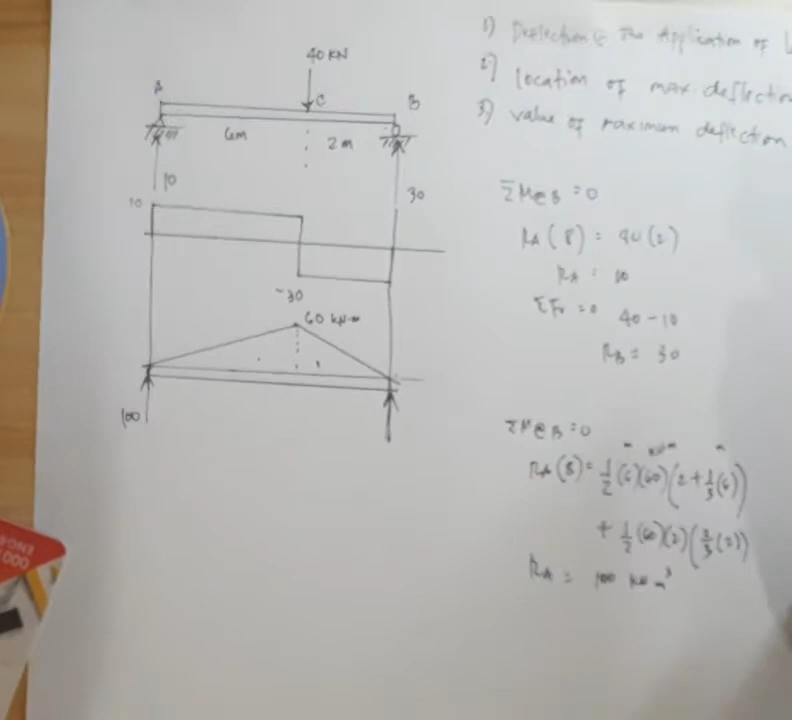 40 KN
A
C
B
6m
2 m
10
10
30
-30
60 kN-m
100
1) Deflection @ The Application of
2) location of max. deflection
3) value of maximum deflection
ΣM@B = 0
RA(8) = 40(2)
RA = 10
ΣFv = 0
40-10
RB = 30
ΣM@B = 0
RA(8) = 1/2(6)(60)(2+1/3(6))
+ 1/2(60)(2)(2/3(2))
RA = 100 kN m³
1000